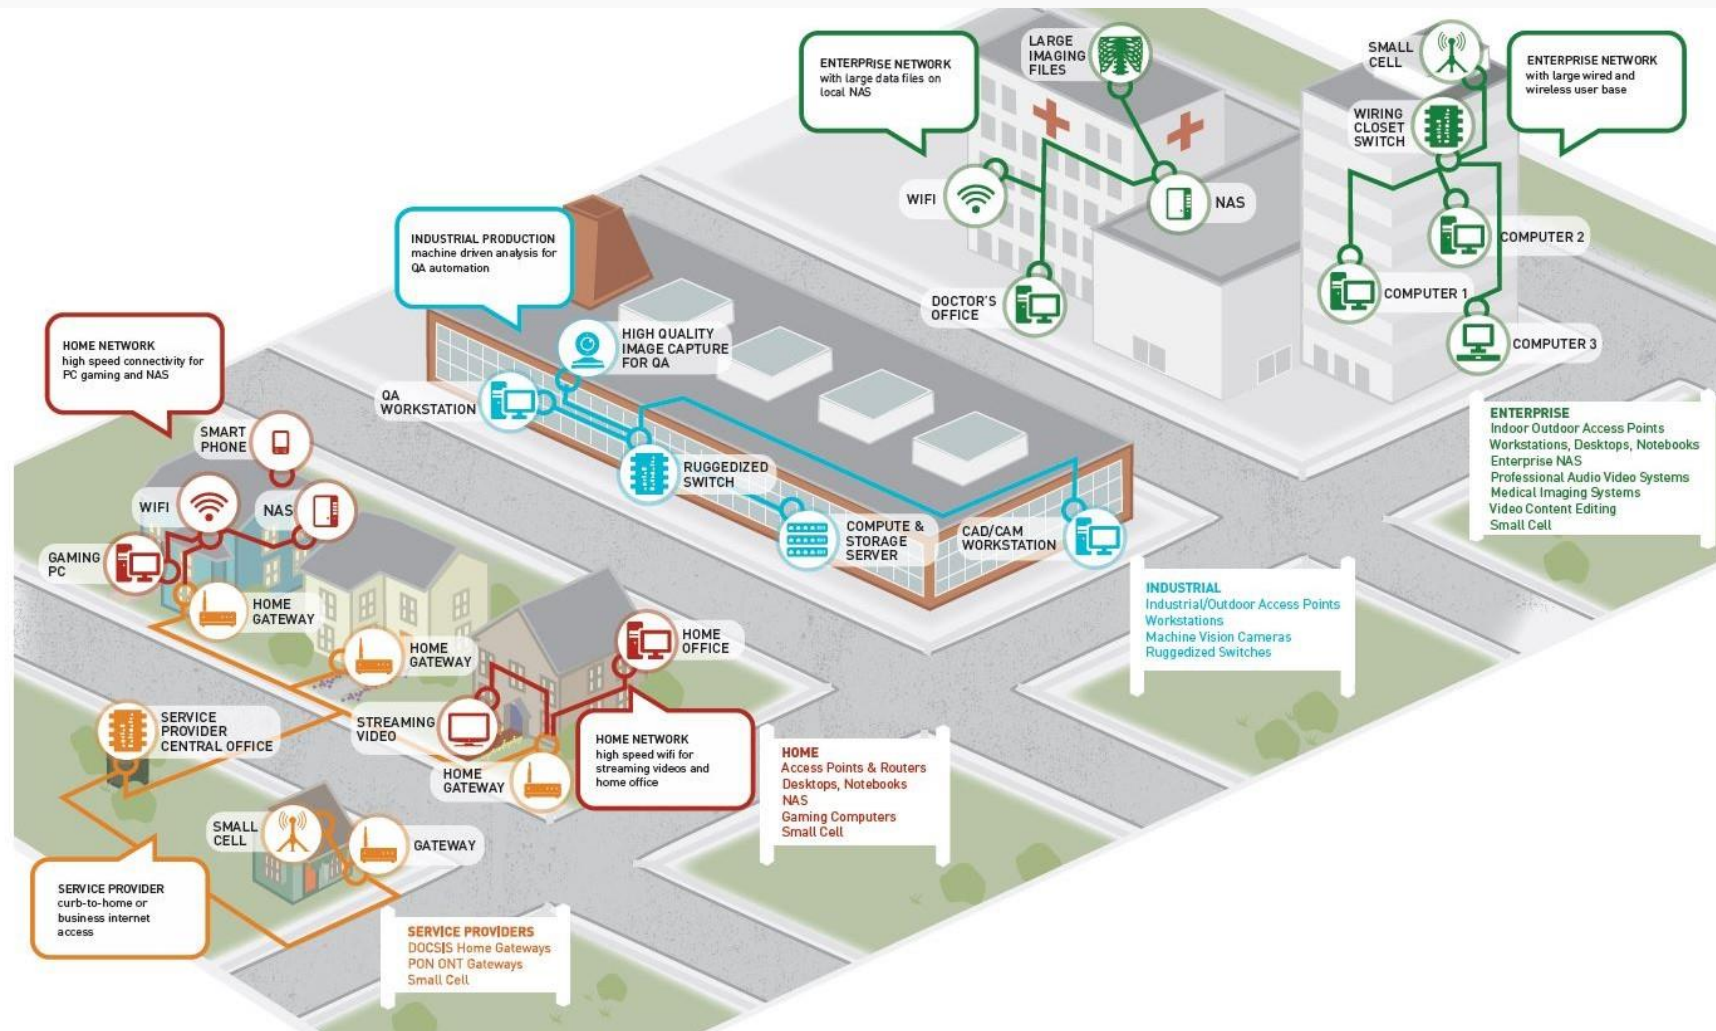 ENTERPRISE NETWORK
with large data files on
local NAS
LARGE
IMAGING
FILES
SMALL
CELL
ENTERPRISE NETWORK
with large wired and
wireless user base
WIRING
CLOSET
SWITCH
WIFI
NAS
COMPUTER 2
DOCTOR'S
OFFICE
COMPUTER 1
COMPUTER 3
INDUSTRIAL PRODUCTION
machine driven analysis for
QA automation
HIGH QUALITY
IMAGE CAPTURE
FOR QA
QA
WORKSTATION
RUGGEDIZED
SWITCH
COMPUTE &
STORAGE
SERVER
CAD/CAM
WORKSTATION
HOME NETWORK
high speed connectivity for
PC gaming and NAS
SMART
PHONE
WIFI
NAS
GAMING
PC
HOME
GATEWAY
HOME
GATEWAY
HOME
OFFICE
STREAMING
VIDEO
HOME
GATEWAY
HOME NETWORK
high speed wifi for
streaming videos and
home office
SERVICE
PROVIDER
CENTRAL OFFICE
SMALL
CELL
GATEWAY
SERVICE PROVIDER
curb-to-home or
business internet
access
ENTERPRISE
Indoor Outdoor Access Points
Workstations, Desktops, Notebooks
Enterprise NAS
Professional Audio Video Systems
Medical Imaging Systems
Video Content Editing
Small Cell
INDUSTRIAL
Industrial/Outdoor Access Points
Workstations
Machine Vision Cameras
Ruggedized Switches
HOME
Access Points & Routers
Desktops, Notebooks
NAS
Gaming Computers
Small Cell
SERVICE PROVIDERS
DOCSIS Home Gateways
PON ONT Gateways
Small Cell